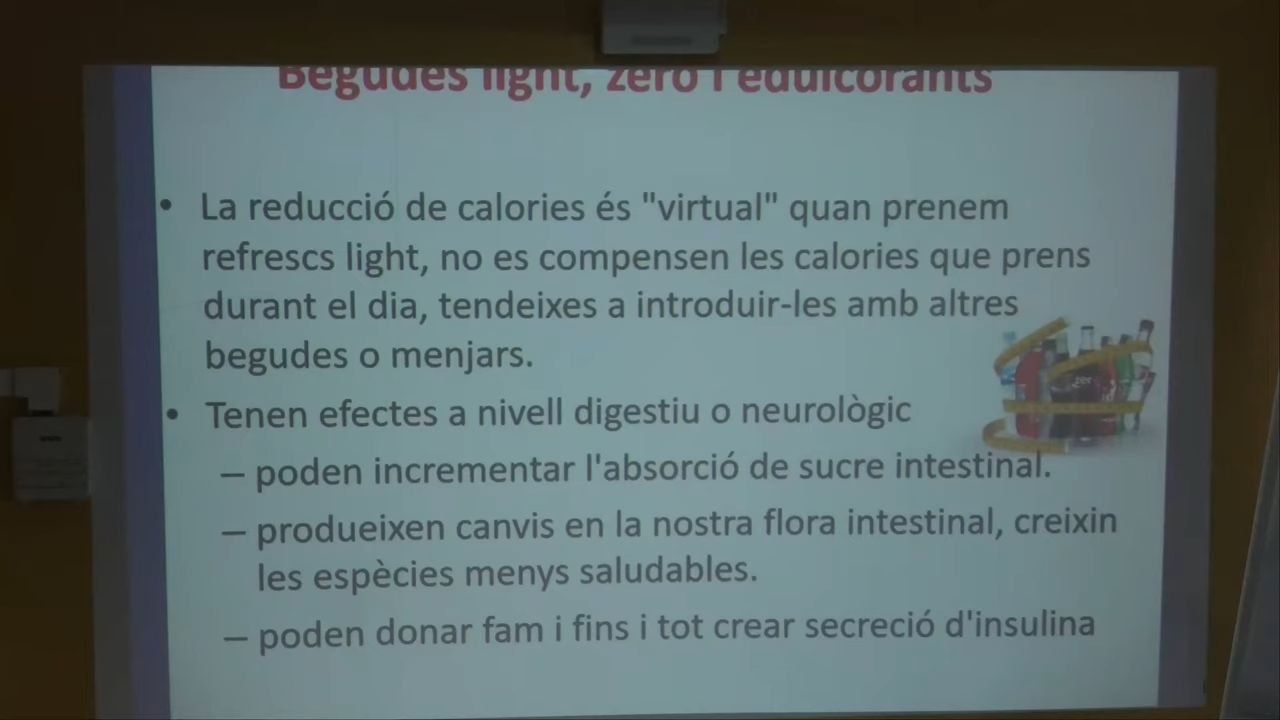 Begudes light, zero i edulcorants
• La reducció de calories és "virtual" quan prenem
refrescs light, no es compensen les calories que prens
durant el dia, tendeixes a introduir-les amb altres
begudes o menjars.
• Tenen efectes a nivell digestiu o neurològic
– poden incrementar l'absorció de sucre intestinal.
– produeixen canvis en la nostra flora intestinal, creixin
les espècies menys saludables.
– poden donar fam i fins i tot crear secreció d'insulina